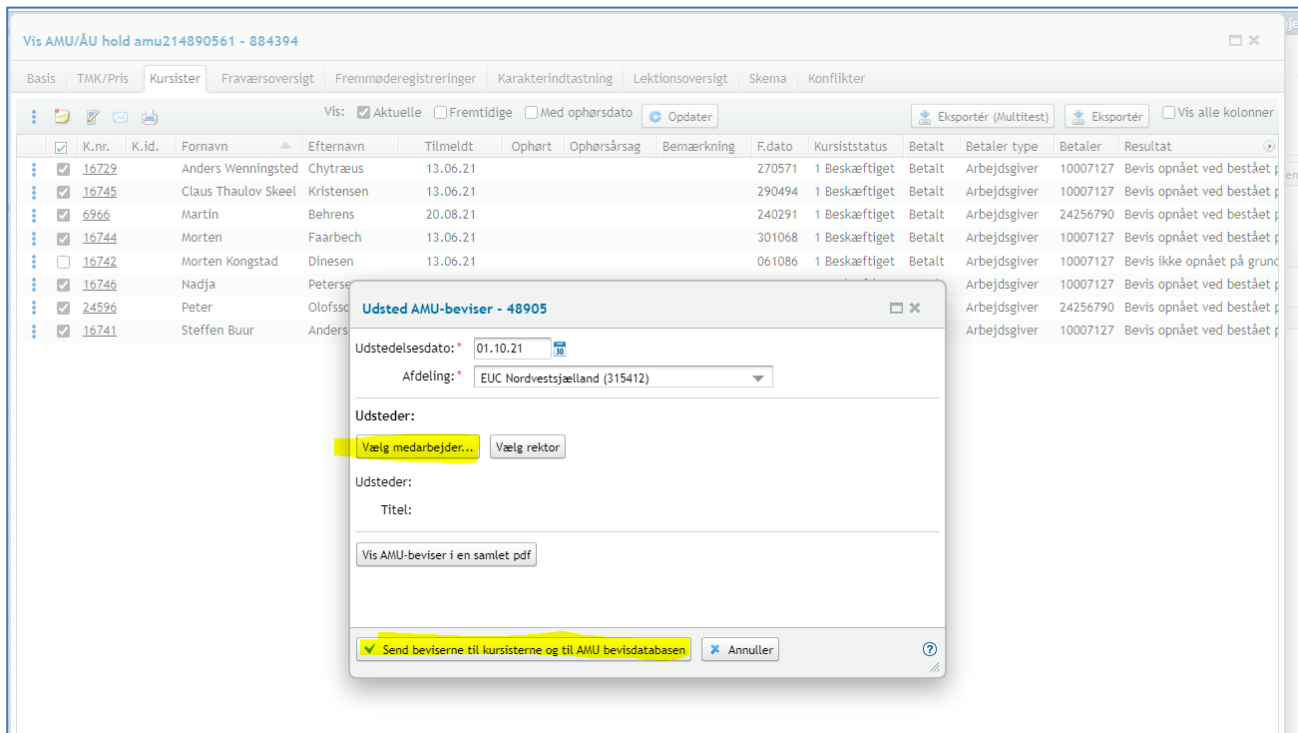 Vis AMU/ÅU hold amu214890561 - 884394
Basis TMK/Pris Kursister Fraværsoversigt Fremmøderegistreringer Karakterindtastning Lektionsoversigt Skema Konflikter
Vis: Aktuelle Fremtidige Med ophørsdato Opdater Eksportér (Multitest) Eksportér Vis alle kolonner
K.nr. K.id. Fornavn Efternavn Tilmeldt Ophørt Ophørsårsag Bemærkning F.dato Kursiststatus Betalt Betaler type Betaler Resultat
16729 Anders Wenningsted Chytræus 13.06.21 270571 1 Beskæftiget Betalt Arbejdsgiver 10007127 Bevis opnået ved bestået p
16745 Claus Thaulov Skeel Kristensen 13.06.21 290494 1 Beskæftiget Betalt Arbejdsgiver 10007127 Bevis opnået ved bestået p
6966 Martin Behrens 20.08.21 240291 1 Beskæftiget Betalt Arbejdsgiver 24256790 Bevis opnået ved bestået p
16744 Morten Faarbech 13.06.21 301068 1 Beskæftiget Betalt Arbejdsgiver 10007127 Bevis opnået ved bestået p
16742 Morten Kongstad Dinesen 13.06.21 061086 1 Beskæftiget Betalt Arbejdsgiver 10007127 Bevis ikke opnået på grund
16746 Nadja Peterse Arbejdsgiver 10007127 Bevis opnået ved bestået p
24596 Peter Olofsso Arbejdsgiver 24256790 Bevis opnået ved bestået p
16741 Steffen Buur Anders Arbejdsgiver 10007127 Bevis opnået ved bestået p
Udsted AMU-beviser - 48905
Udstedelsesdato:* 01.10.21
Afdeling:* EUC Nordvestsjælland (315412)
Udsteder:
Vælg medarbejder... Vælg rektor
Udsteder:
Titel:
Vis AMU-beviser i en samlet pdf
Send beviserne til kursisterne og til AMU bevisdatabasen Annuller